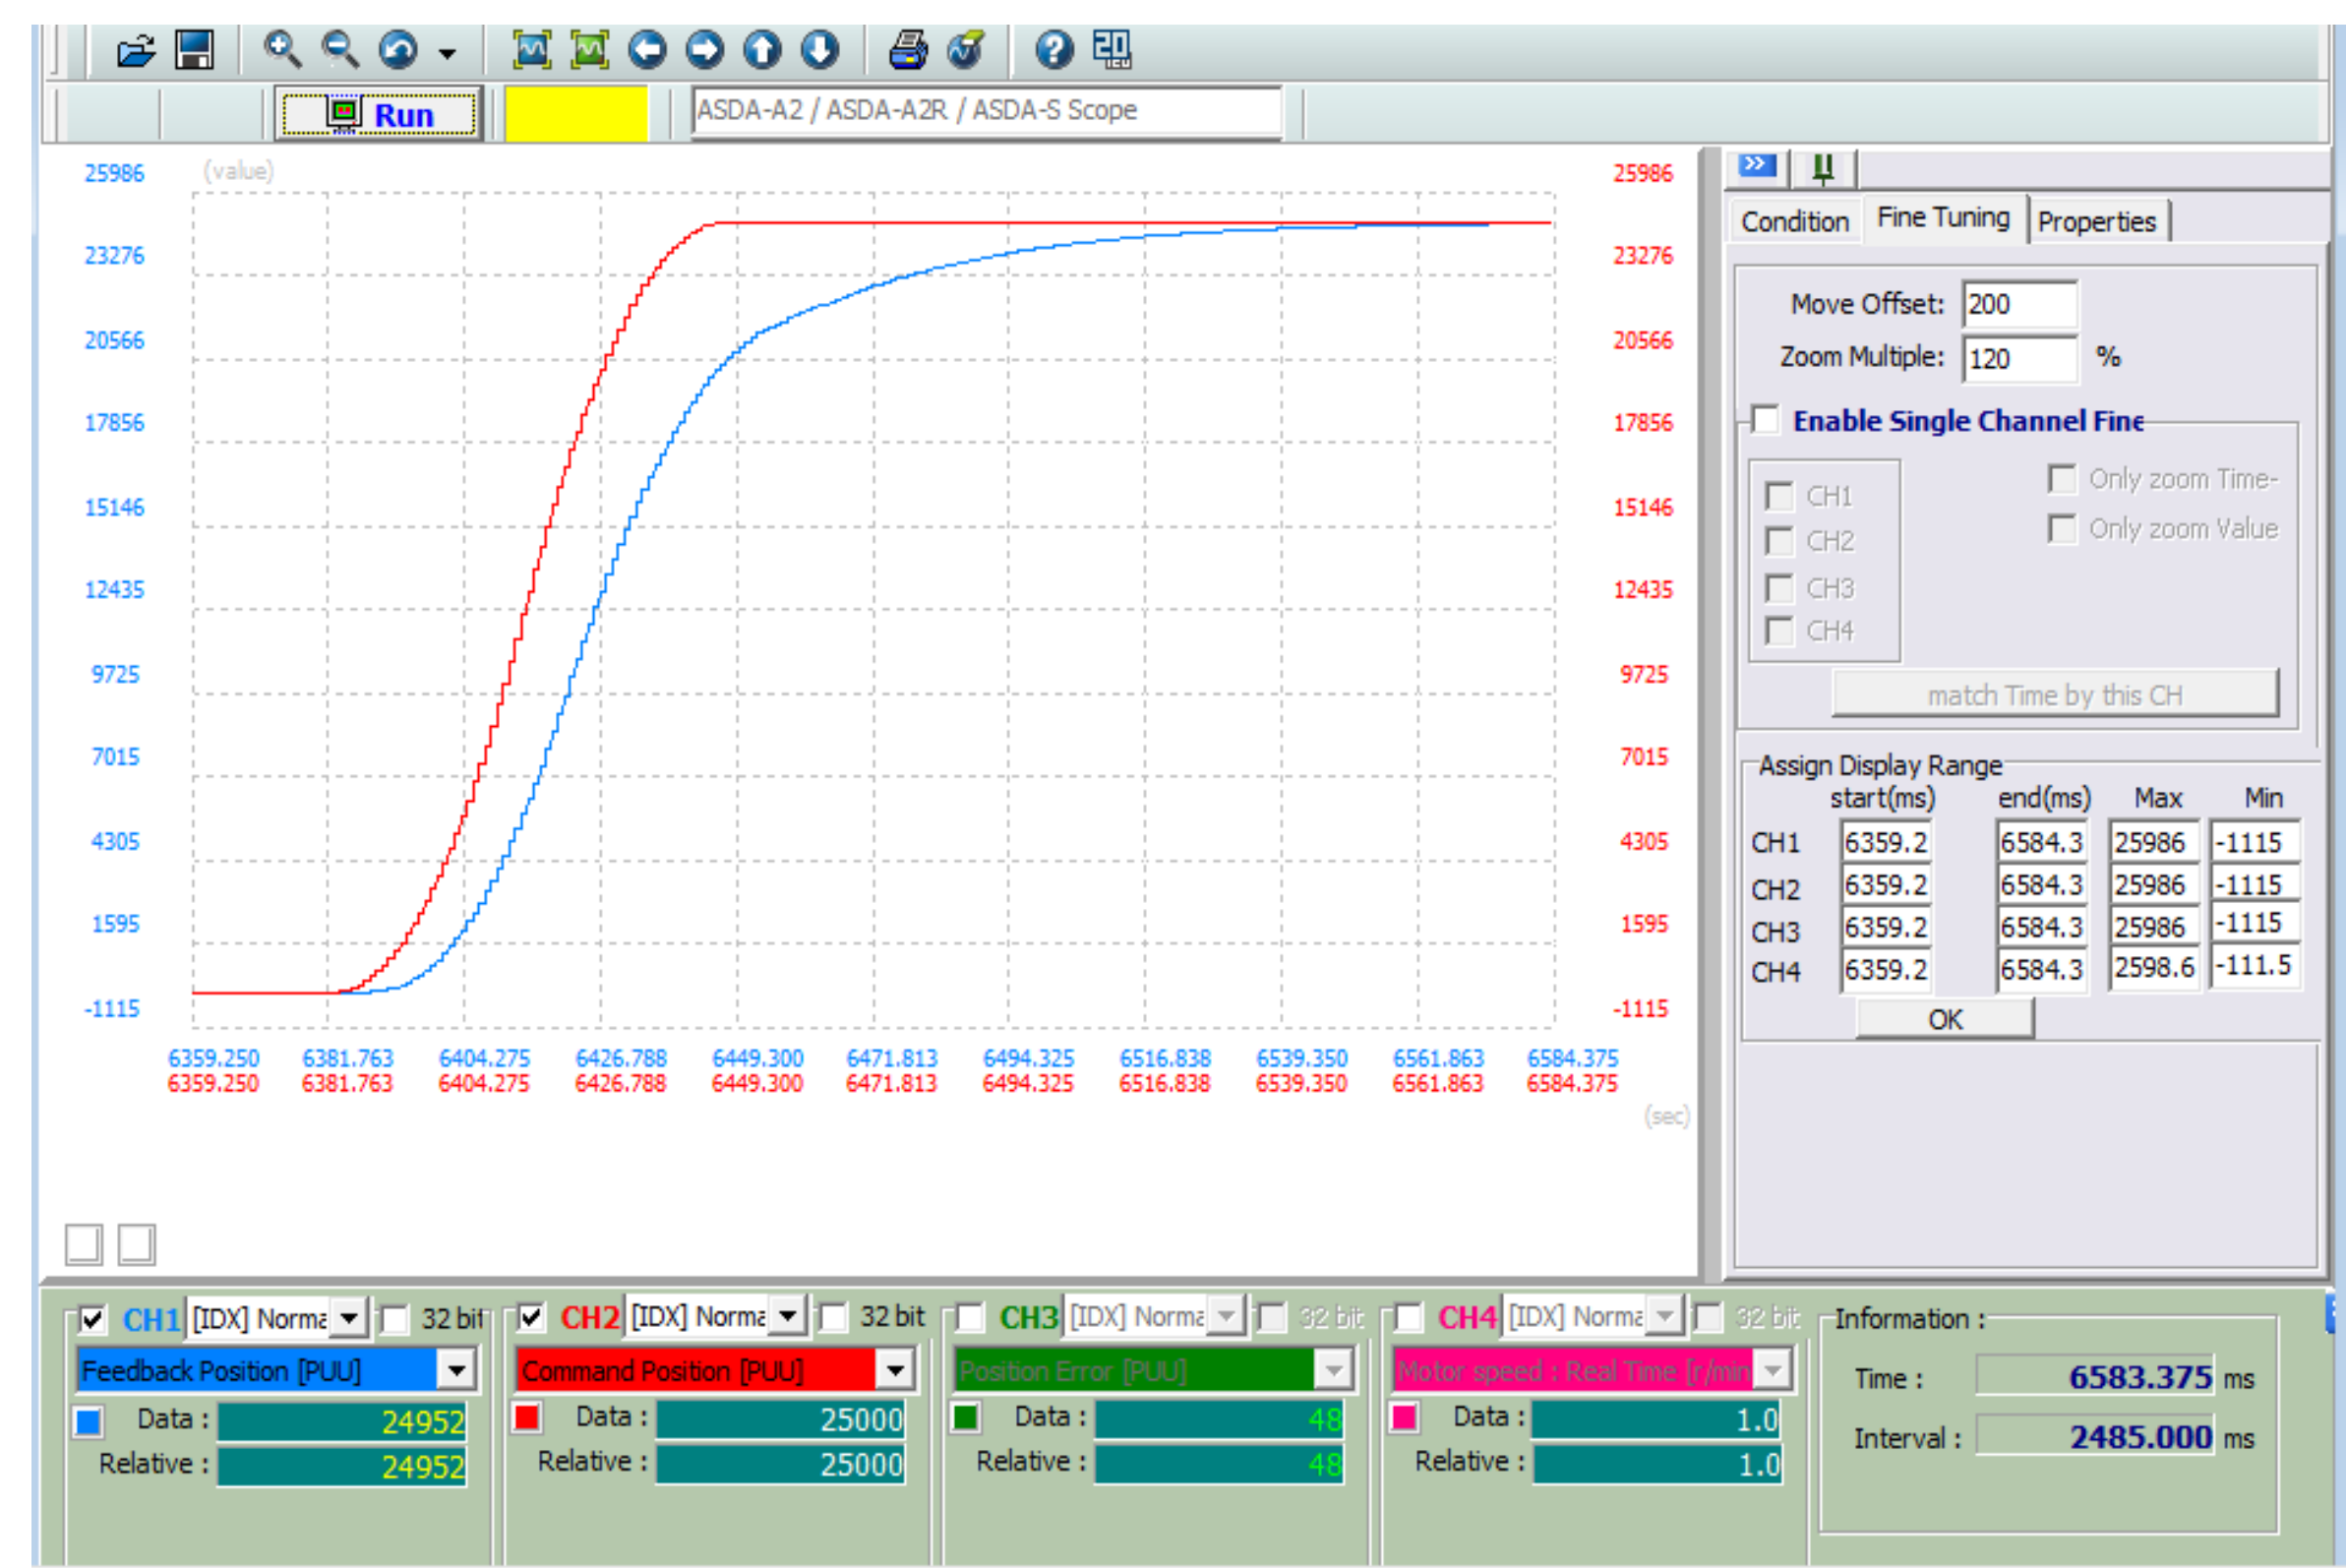 Run
ASDA-A2 / ASDA-A2R / ASDA-S Scope
25986 (value) 25986
23276 23276
20566 20566
17856 17856
15146 15146
12435 12435
9725 9725
7015 7015
4305 4305
1595 1595
-1115 -1115
6359.250 6381.763 6404.275 6426.788 6449.300 6471.813 6494.325 6516.838 6539.350 6561.863 6584.375
6359.250 6381.763 6404.275 6426.788 6449.300 6471.813 6494.325 6516.838 6539.350 6561.863 6584.375
(sec)
Condition Fine Tuning Properties
Move Offset: 200
Zoom Multiple: 120 %
Enable Single Channel Fine
CH1 Only zoom Time-
CH2 Only zoom Value
CH3
CH4
match Time by this CH
Assign Display Range
start(ms) end(ms) Max Min
CH1 6359.2 6584.3 25986 -1115
CH2 6359.2 6584.3 25986 -1115
CH3 6359.2 6584.3 25986 -1115
CH4 6359.2 6584.3 2598.6 -111.5
OK
CH1 [IDX] Norma 32 bit CH2 [IDX] Norma 32 bit CH3 [IDX] Norma 32 bit CH4 [IDX] Norma 32 bit Information :
Feedback Position [PUU] Command Position [PUU] Position Error [PUU] Motor speed : Real Time [r/min Time : 6583.375 ms
Data : 24952 Data : 25000 Data : 48 Data : 1.0 Interval : 2485.000 ms
Relative : 24952 Relative : 25000 Relative : 48 Relative : 1.0